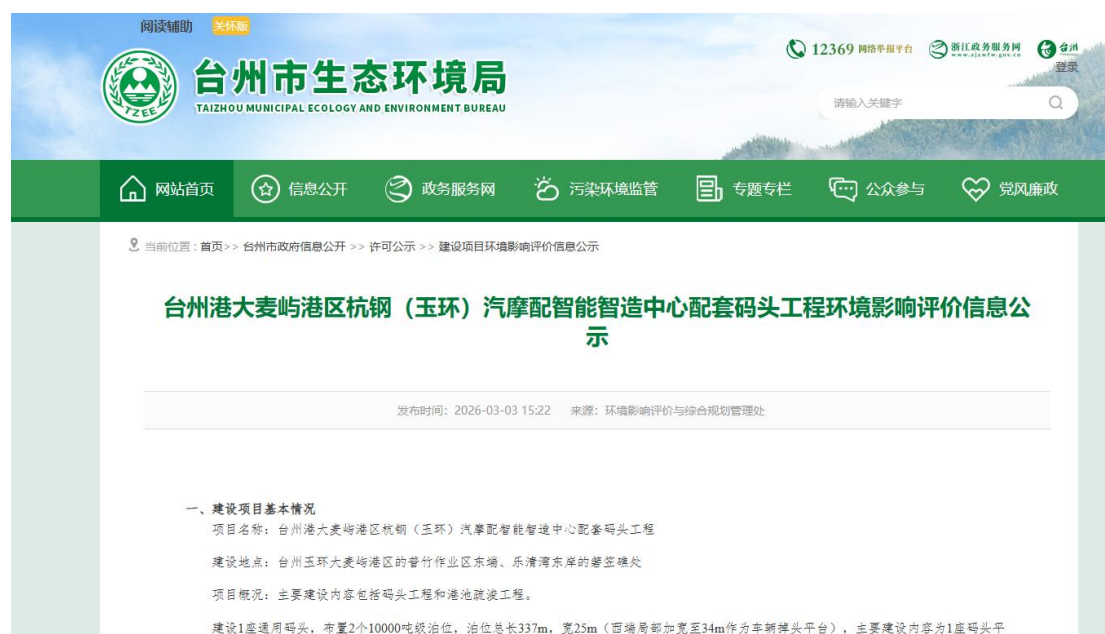 阅读辅助 关怀版
12369 网络举报平台 浙江政务服务网 www.zjzwfw.gov.cn 台州
登录
台州市生态环境局
TAIZHOU MUNICIPAL ECOLOGY AND ENVIRONMENT BUREAU
TZEE
请输入关键字
网站首页 信息公开 政务服务网 污染环境监管 专题专栏 公众参与 党风廉政
当前位置：首页>> 台州市政府信息公开 >> 许可公示 >> 建设项目环境影响评价信息公示
台州港大麦屿港区杭钢（玉环）汽摩配智能智造中心配套码头工程环境影响评价信息公
示
发布时间：2026-03-03 15:22 来源：环境影响评价与综合规划管理处
一、建设项目基本情况
项目名称：台州港大麦屿港区杭钢（玉环）汽摩配智能智造中心配套码头工程
建设地点：台州玉环大麦屿港区的普竹作业区东端、乐清湾东岸的箬笠礁处
项目概况：主要建设内容包括码头工程和港池疏浚工程。
建设1座通用码头，布置2个10000吨级泊位，泊位总长337m，宽25m（西端局部加宽至34m作为车辆掉头平台），主要建设内容为1座码头平